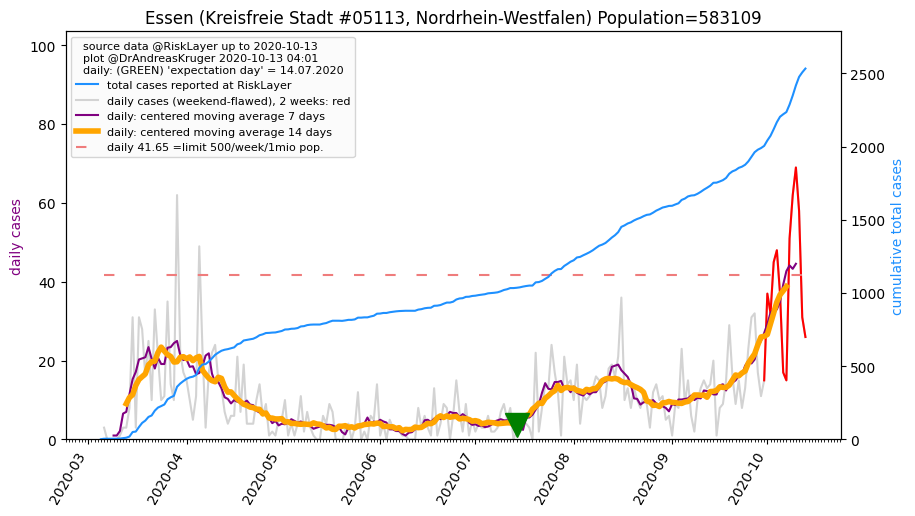 Essen (Kreisfreie Stadt #05113, Nordrhein-Westfalen) Population=583109
source data @RiskLayer up to 2020-10-13
plot @DrAndreasKruger 2020-10-13 04:01
daily: (GREEN) 'expectation day' = 14.07.2020
total cases reported at RiskLayer
daily cases (weekend-flawed), 2 weeks: red
daily: centered moving average 7 days
daily: centered moving average 14 days
daily 41.65 =limit 500/week/1mio pop.
daily cases
100
80
60
40
20
0
cumulative total cases
2500
2000
1500
1000
500
0
2020-03
2020-04
2020-05
2020-06
2020-07
2020-08
2020-09
2020-10